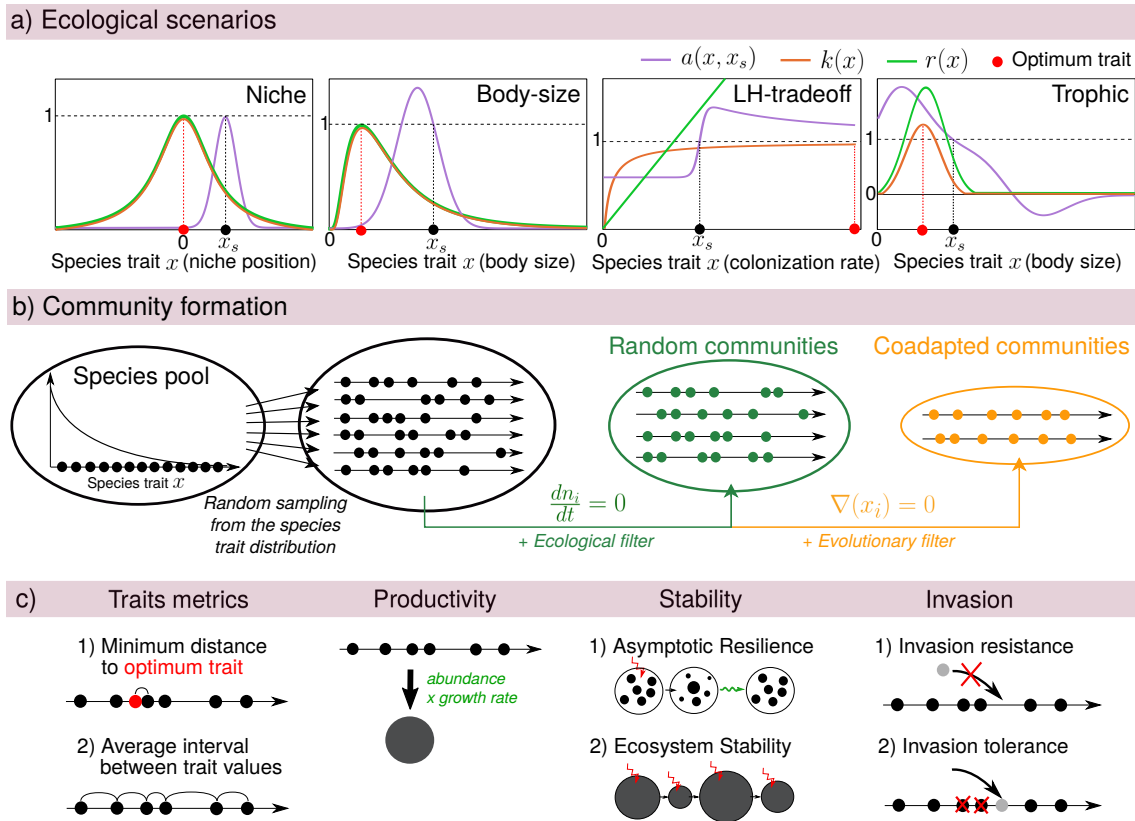 a) Ecological scenarios
a(x, x_s) k(x) r(x) Optimum trait
Niche
1
0
x_s
Species trait x (niche position)
Body-size
1
x_s
Species trait x (body size)
LH-tradeoff
1
x_s
Species trait x (colonization rate)
Trophic
1
0
x_s
Species trait x (body size)
b) Community formation
Species pool
Species trait x
Random sampling
from the species
trait distribution
Random communities
Coadapted communities
dn_i/dt = 0
+ Ecological filter
∇(x_i) = 0
+ Evolutionary filter
c)
Traits metrics
1) Minimum distance
to optimum trait
2) Average interval
between trait values
Productivity
abundance
x growth rate
Stability
1) Asymptotic Resilience
2) Ecosystem Stability
Invasion
1) Invasion resistance
2) Invasion tolerance